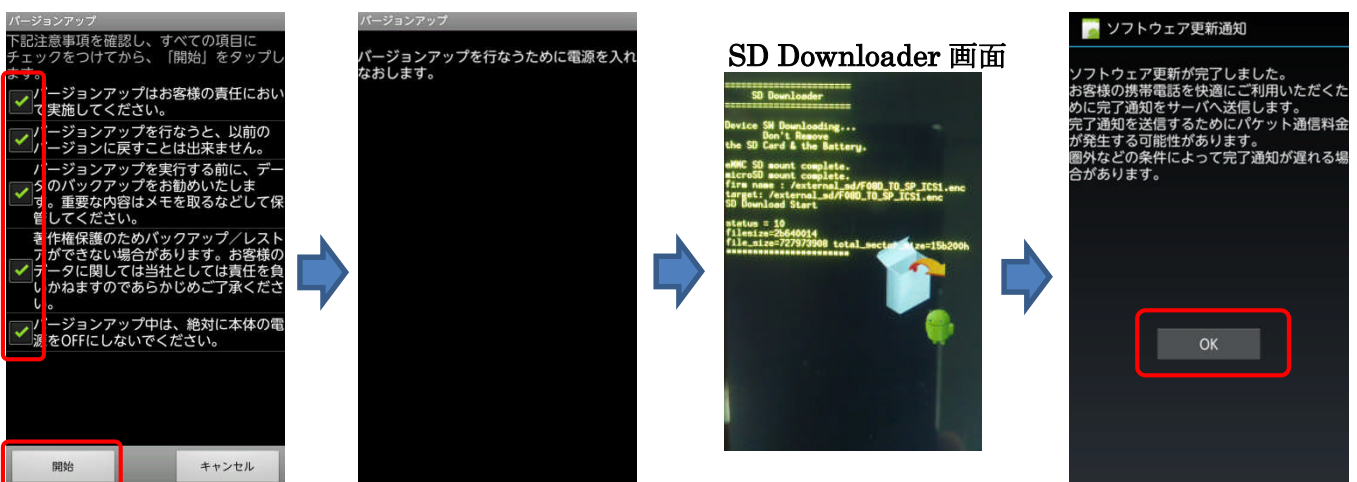 バージョンアップ
下記注意事項を確認し、すべての項目に
チェックをつけてから、「開始」をタップし
ます。
バージョンアップはお客様の責任におい
て実施してください。
バージョンアップを行なうと、以前の
バージョンに戻すことは出来ません。
バージョンアップを実行する前に、デー
タのバックアップをお勧めいたしま
す。重要な内容はメモを取るなどして保
管してください。
著作権保護のためバックアップ／レスト
アができない場合があります。お客様の
データに関しては当社としては責任を負
いかねますのであらかじめご了承くださ
い。
バージョンアップ中は、絶対に本体の電
源をOFFにしないでください。
開始
キャンセル
バージョンアップ
バージョンアップを行なうために電源を入れ
なおします。
SD Downloader 画面
SD Downloader
Device SW Downloading...
Don't Remove
the SD Card & the Battery.
eMMC SD mount complete.
microSD mount complete.
firm name : /external_sd/F08D_TO_SP_ICS1.enc
target: /external_sd/F08D_TO_SP_ICS1.enc
SD Download Start
status = 10
filesize=2b640014
file_size=727973908 total_sector_size=15b200h
ソフトウェア更新通知
ソフトウェア更新が完了しました。
お客様の携帯電話を快適にご利用いただくた
めに完了通知をサーバへ送信します。
完了通知を送信するためにパケット通信料金
が発生する可能性があります。
圏外などの条件によって完了通知が遅れる場
合があります。
OK